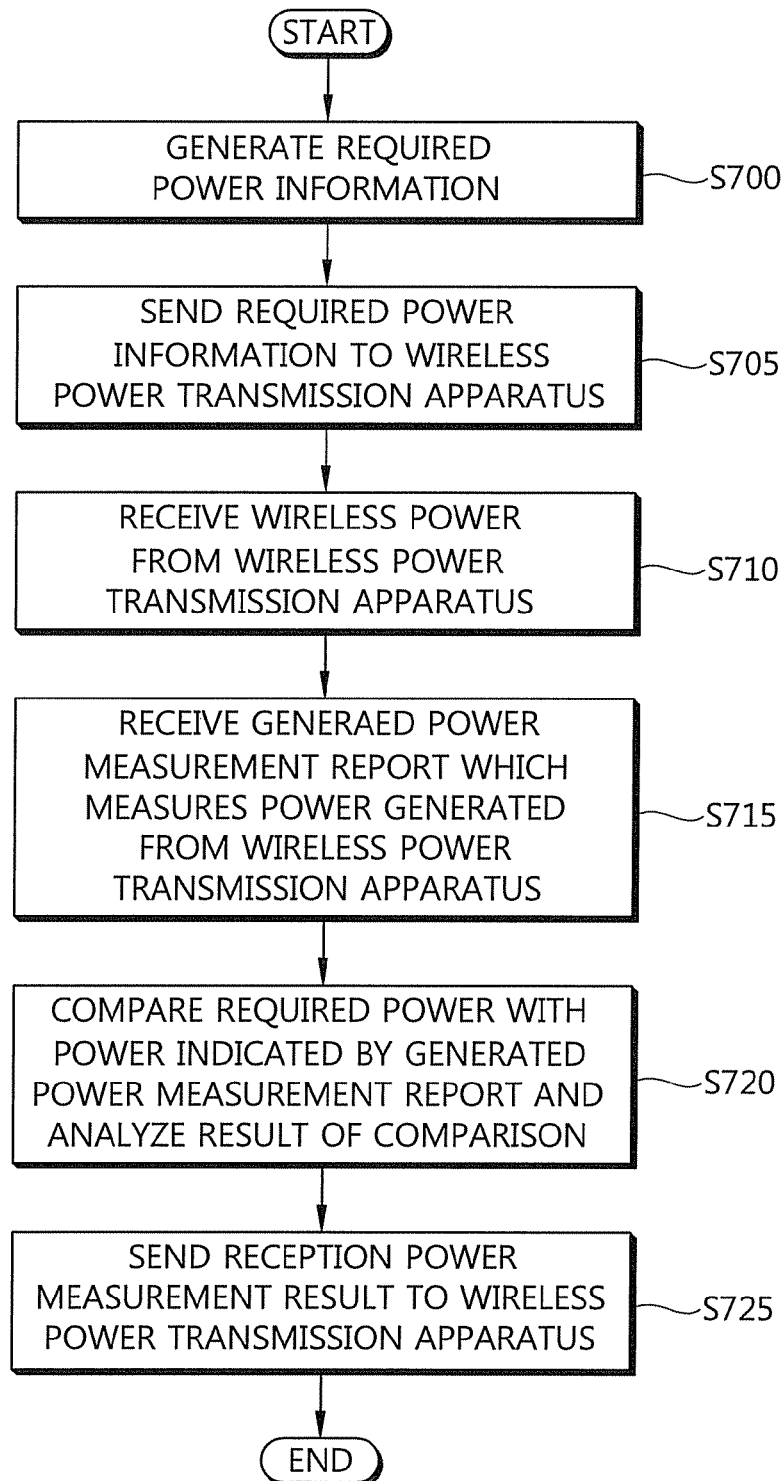 START
GENERATE REQUIRED
POWER INFORMATION
S700
SEND REQUIRED POWER
INFORMATION TO WIRELESS
POWER TRANSMISSION APPARATUS
S705
RECEIVE WIRELESS POWER
FROM WIRELESS POWER
TRANSMISSION APPARATUS
S710
RECEIVE GENERAED POWER
MEASUREMENT REPORT WHICH
MEASURES POWER GENERATED
FROM WIRELESS POWER
TRANSMISSION APPARATUS
S715
COMPARE REQUIRED POWER WITH
POWER INDICATED BY GENERATED
POWER MEASUREMENT REPORT AND
ANALYZE RESULT OF COMPARISON
S720
SEND RECEPTION POWER
MEASUREMENT RESULT TO WIRELESS
POWER TRANSMISSION APPARATUS
S725
END